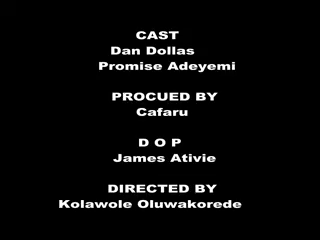 CAST
Dan Dollas
Promise Adeyemi
PROCUED BY
Cafaru
D O P
James Ativie
DIRECTED BY
Kolawole Oluwakorede